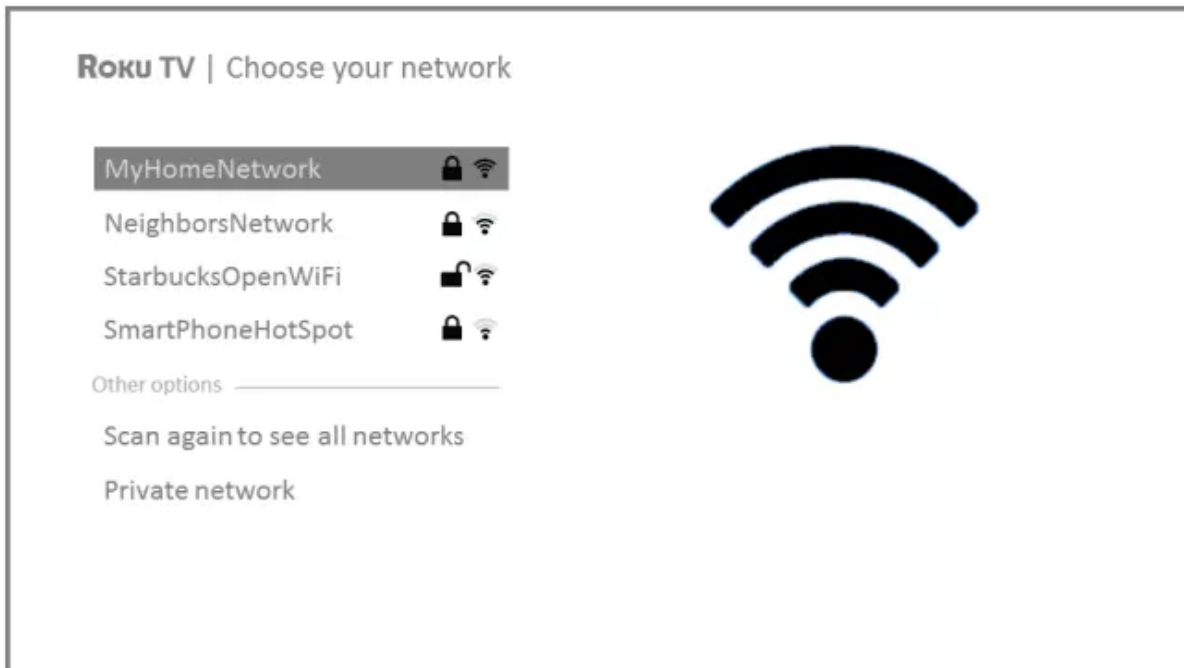 Roku TV | Choose your network
MyHomeNetwork
NeighborsNetwork
StarbucksOpenWiFi
SmartPhoneHotSpot
Other options
Scan again to see all networks
Private network